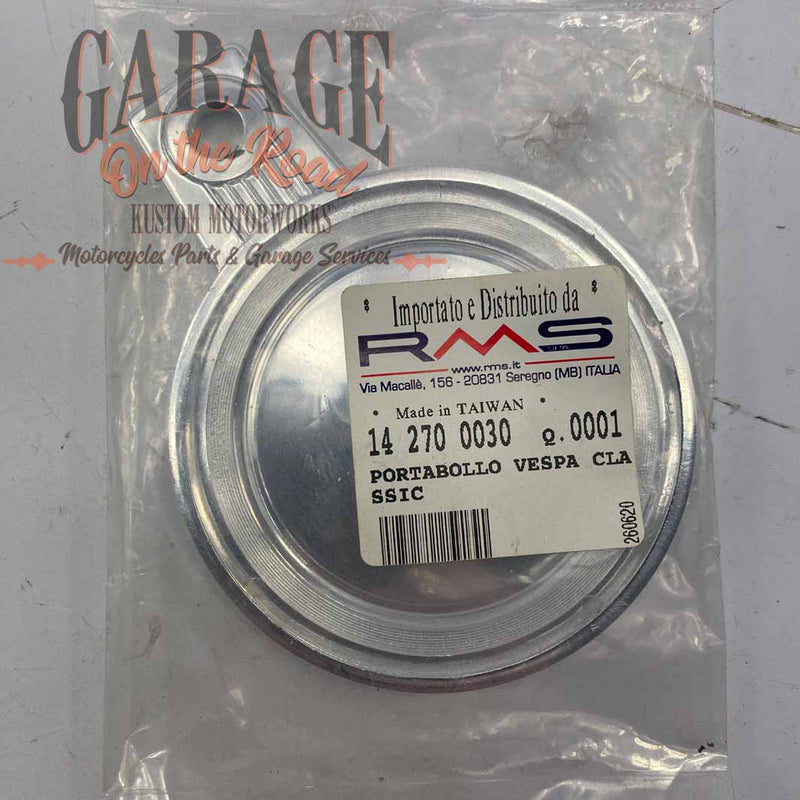 GARAGE
On the Road
KUSTOM MOTORWORKS
Motorcycles Parts & Garage Services
* Importato e Distribuito da *
RMS
www.rms.it
Via Macallè, 156 - 20831 Seregno (MB) ITALIA
* Made in TAIWAN *
14 270 0030 Q.0001
PORTABOLLO VESPA CLA
SSIC
260620